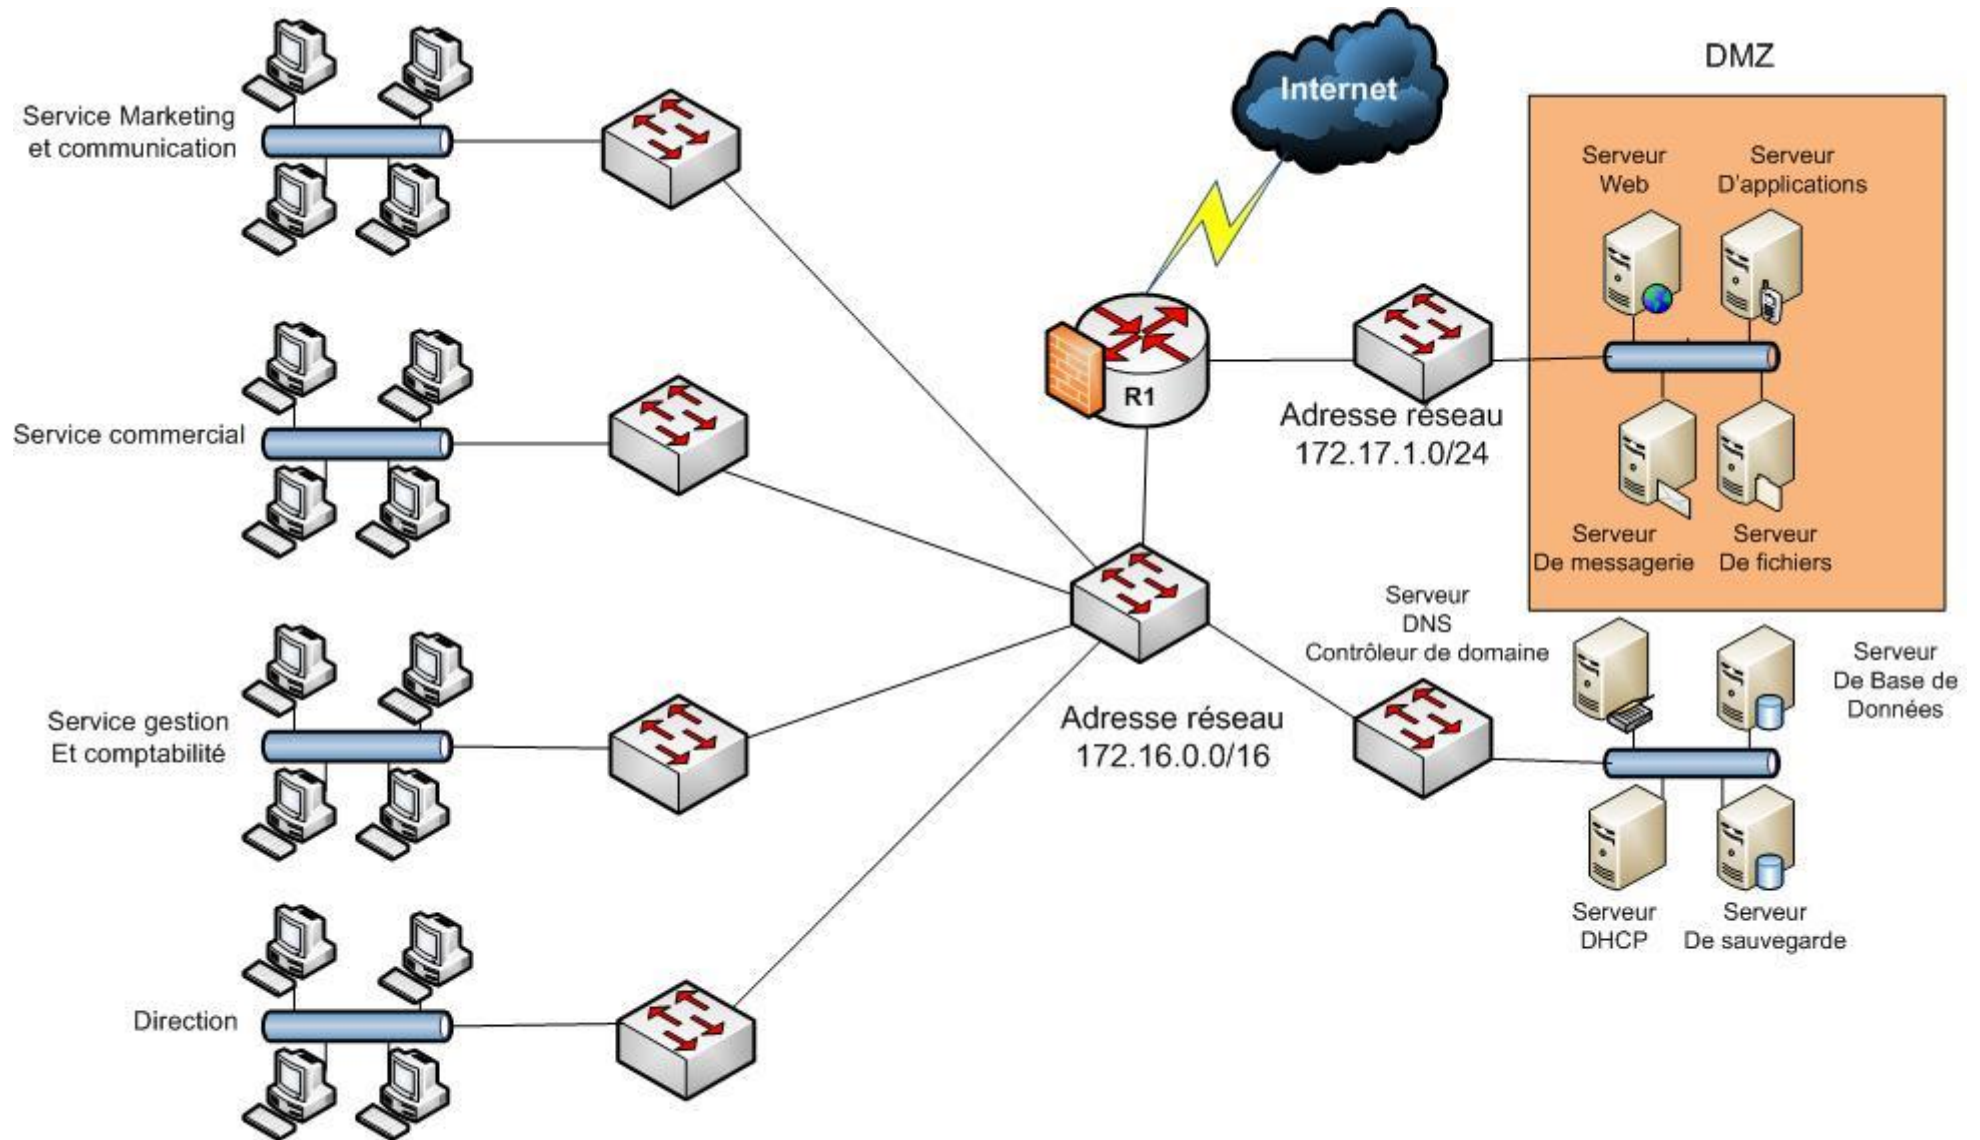 Service Marketing
et communication
Service commercial
Service gestion
Et comptabilité
Direction
Internet
R1
Adresse réseau
172.17.1.0/24
Adresse réseau
172.16.0.0/16
DMZ
Serveur
Web
Serveur
D'applications
Serveur
De messagerie
Serveur
De fichiers
Serveur
DNS
Contrôleur de domaine
Serveur
De Base de
Données
Serveur
DHCP
Serveur
De sauvegarde